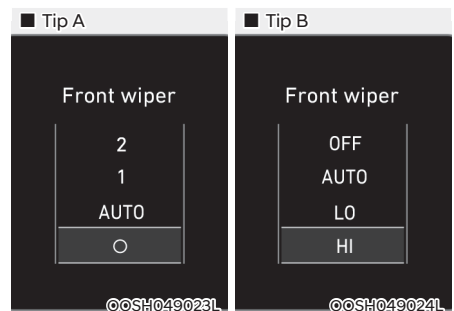 ■ Tip A
Front wiper
2
1
AUTO
O
OOSH049023L
■ Tip B
Front wiper
OFF
AUTO
LO
HI
OOSH049024L